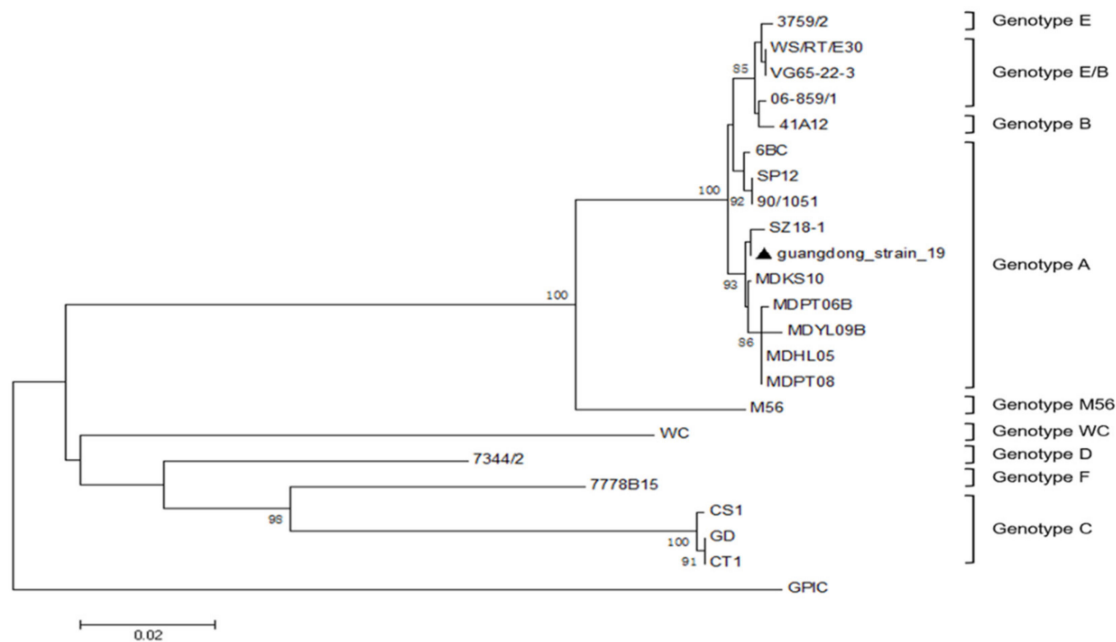 3759/2
Genotype E
WS/RT/E30
85
VG65-22-3
Genotype E/B
06-859/1
41A12
Genotype B
6BC
SP12
100
92
90/1051
SZ18-1
▲ guangdong_strain_19
Genotype A
93
MDKS10
100
MDPT06B
MDYL09B
86
MDHL05
MDPT08
M56
Genotype M56
WC
Genotype WC
7344/2
Genotype D
7778B15
Genotype F
98
CS1
100
GD
Genotype C
91
CT1
GPIC
0.02